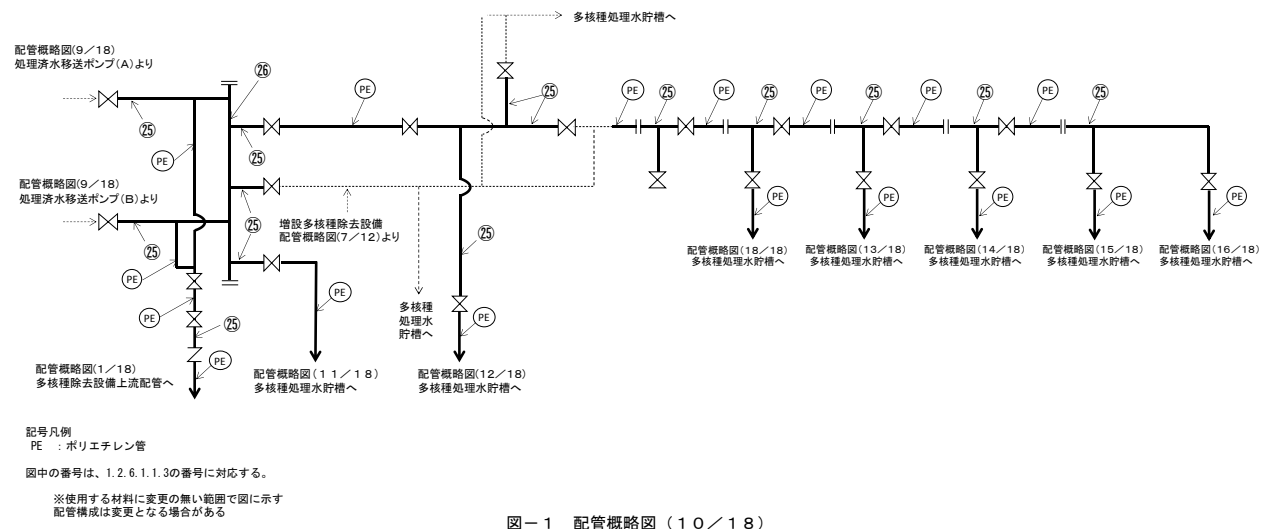 多核種処理水貯槽へ
配管概略図(9/18)
処理済水移送ポンプ(A)より
㉖
PE
㉕
PE
㉕
PE
㉕
PE
㉕
PE
㉕
PE
㉕
㉕
㉕
㉕
PE
配管概略図(9/18)
処理済水移送ポンプ(B)より
㉕
PE
PE
PE
PE
PE
㉕
増設多核種除去設備
配管概略図(7/12)より
㉕
㉕
配管概略図(18/18)
多核種処理水貯槽へ
配管概略図(13/18)
多核種処理水貯槽へ
配管概略図(14/18)
多核種処理水貯槽へ
配管概略図(15/18)
多核種処理水貯槽へ
配管概略図(16/18)
多核種処理水貯槽へ
PE
PE
多核種
処理水
貯槽へ
PE
PE
㉕
PE
配管概略図(1/18)
多核種除去設備上流配管へ
配管概略図(11/18)
多核種処理水貯槽へ
配管概略図(12/18)
多核種処理水貯槽へ
記号凡例
PE :ポリエチレン管
図中の番号は、1.2.6.1.1.3の番号に対応する。
※使用する材料に変更の無い範囲で図に示す
配管構成は変更となる場合がある
図-1 配管概略図(10/18)